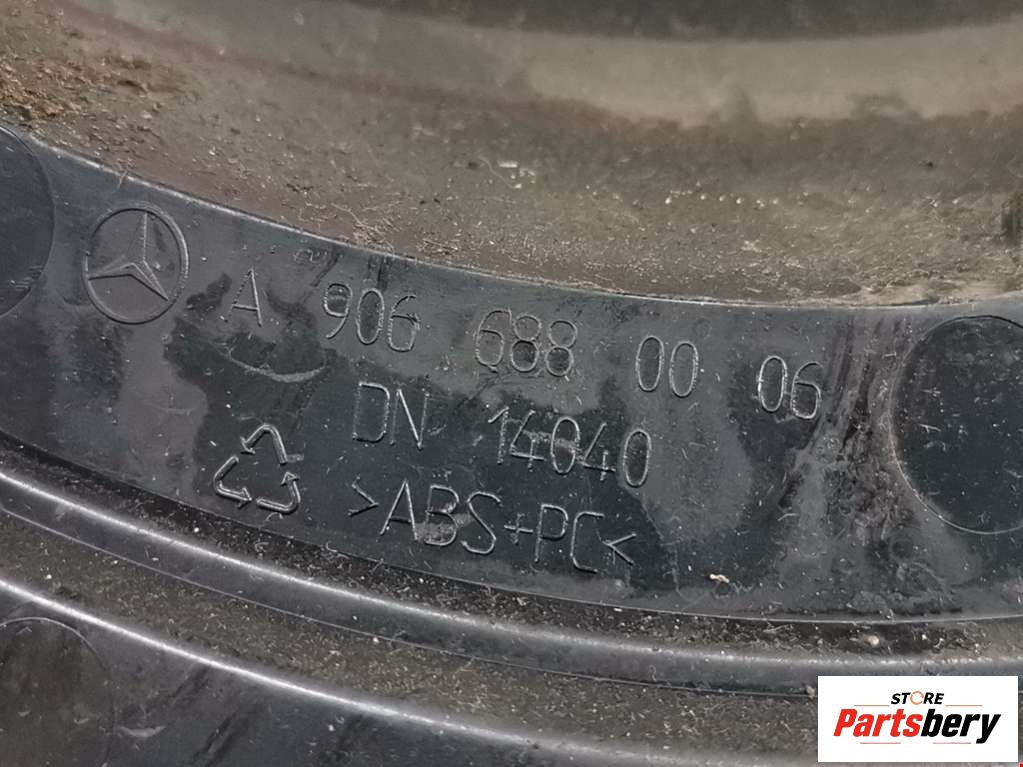 A 906 688 00 06
DN 14040
>ABS+PC<
STORE
Partsbery